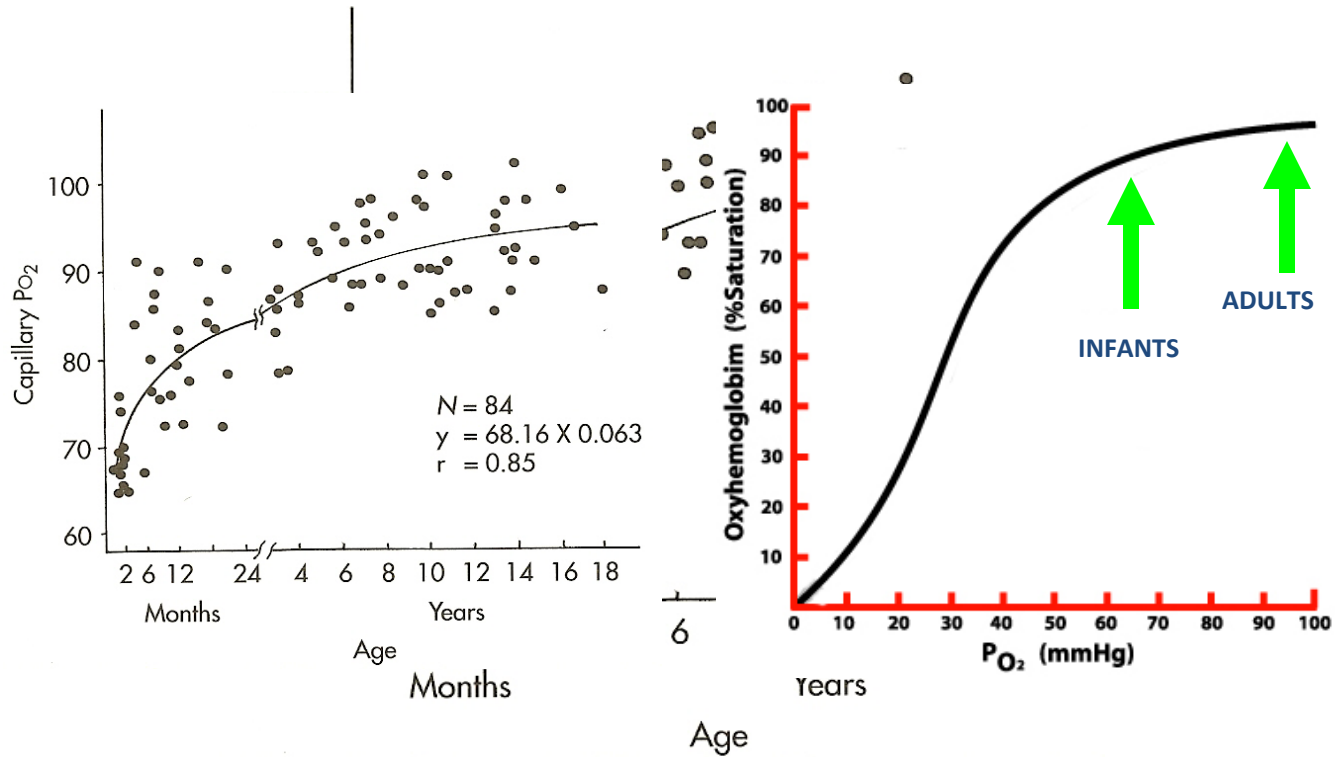 100
90
80
70
60
Capillary PO2
N = 84
y = 68.16 X 0.063
r = 0.85
2 6 12 24 4 6 8 10 12 14 16 18
Months Years
Age
Months
6
Years
Age
100
90
80
70
60
50
40
30
20
10
Oxyhemoglobim (%Saturation)
INFANTS
ADULTS
0 10 20 30 40 50 60 70 80 90 100
PO2 (mmHg)